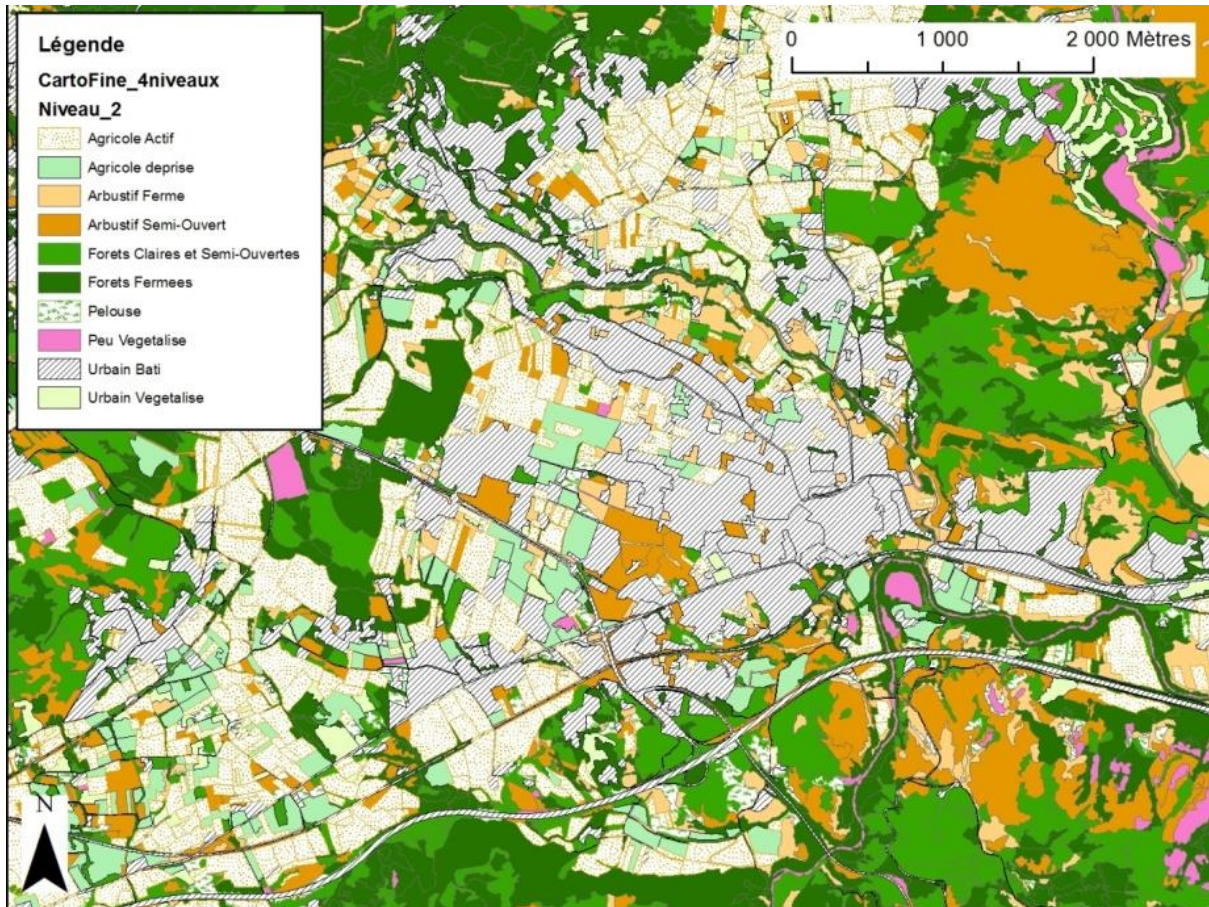 Légende
CartoFine_4niveaux
Niveau_2
Agricole Actif
Agricole deprise
Arbustif Ferme
Arbustif Semi-Ouvert
Forets Claires et Semi-Ouvertes
Forets Fermees
Pelouse
Peu Vegetalise
Urbain Bati
Urbain Vegetalise
0 1 000 2 000 Mètres
N